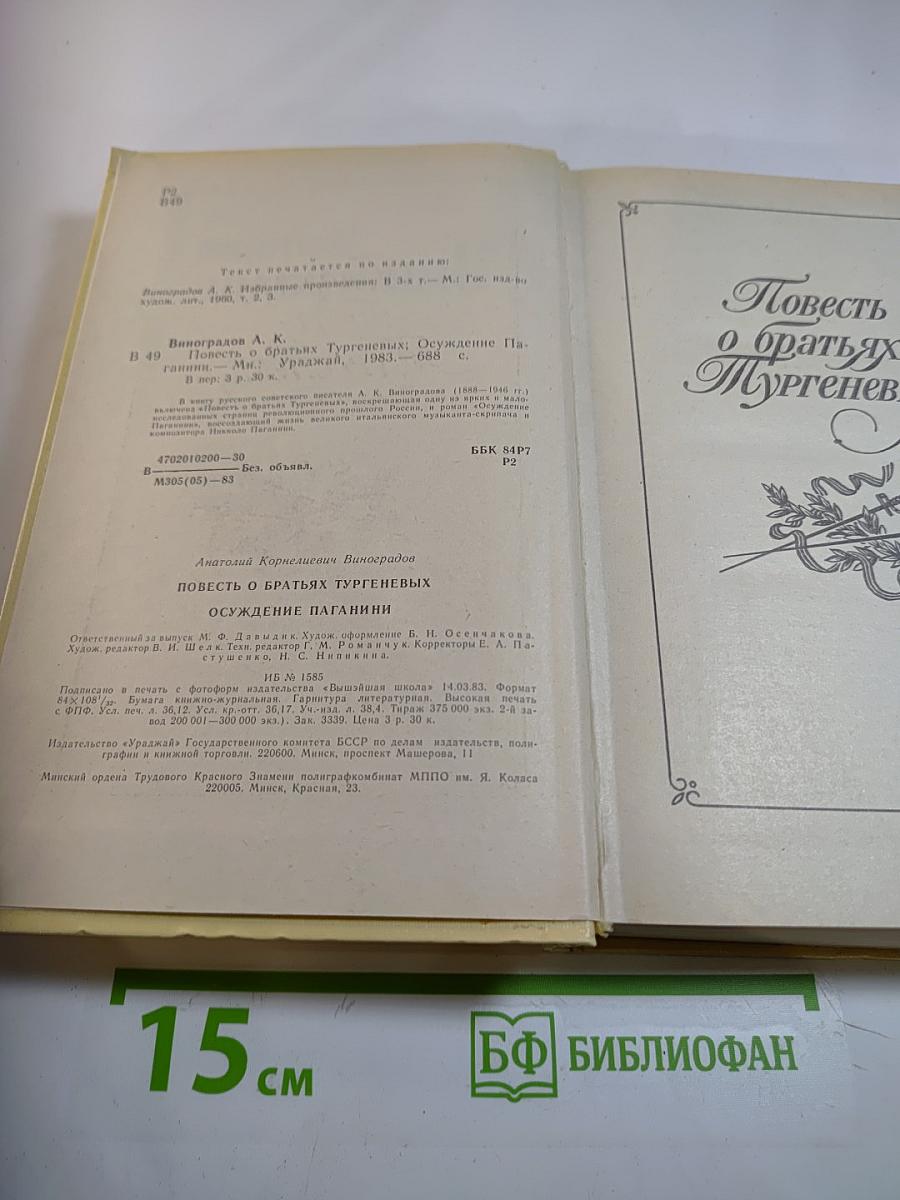 Р2
В49
Текст печатается по изданию:
Виноградов А. К. Избранные произведения: В 3-х т.— М.: Гос. изд-во
худож. лит., 1960, т. 2, 3.
Виноградов А. К.
В 49 Повесть о братьях Тургеневых; Осуждение Па-
ганини.— Мн.: Ураджай, 1983.— 688 с.
В пер: 3 р. 30 к.
В книгу русского советского писателя А. К. Виноградова (1888—1946 гг.)
включена «Повесть о братьях Тургеневых», воскрешающая одну из ярких и мало-
исследованных страниц революционного прошлого России, и роман «Осуждение
Паганини», воссоздающий жизнь великого итальянского музыканта-скрипача и
композитора Никколо Паганини.
4702010200—30
В———— Без. объявл.
М305(05)—83
ББК 84Р7
Р2
Анатолий Корнелиевич Виноградов
ПОВЕСТЬ О БРАТЬЯХ ТУРГЕНЕВЫХ
ОСУЖДЕНИЕ ПАГАНИНИ
Ответственный за выпуск М. Ф. Давыдик. Худож. оформление Б. Н. Осенчакова.
Худож. редактор В. И. Шелк. Техн. редактор Г. М. Романчук. Корректоры Е. А. Па-
стушенко, Н. С. Нипикина.
ИБ № 1585
Подписано в печать с фотоформ издательства «Вышэйшая школа» 14.03.83. Формат
84×108¹/₃₂. Бумага книжно-журнальная. Гарнитура литературная. Высокая печать
с ФПФ. Усл. печ. л. 36,12. Усл. кр.-отт. 36,17. Уч.-изд. л. 38,4. Тираж 375 000 экз. 2-й за-
вод 200 001—300 000 экз.). Зак. 3339. Цена 3 р. 30 к.
Издательство «Ураджай» Государственного комитета БССР по делам издательств, поли-
графии и книжной торговли. 220600. Минск, проспект Машерова, 11
Минский ордена Трудового Красного Знамени полиграфкомбинат МППО им. Я. Коласа
220005. Минск, Красная, 23.
Повесть
о братьях
Тургенев
15 см
БФ БИБЛИОФАН